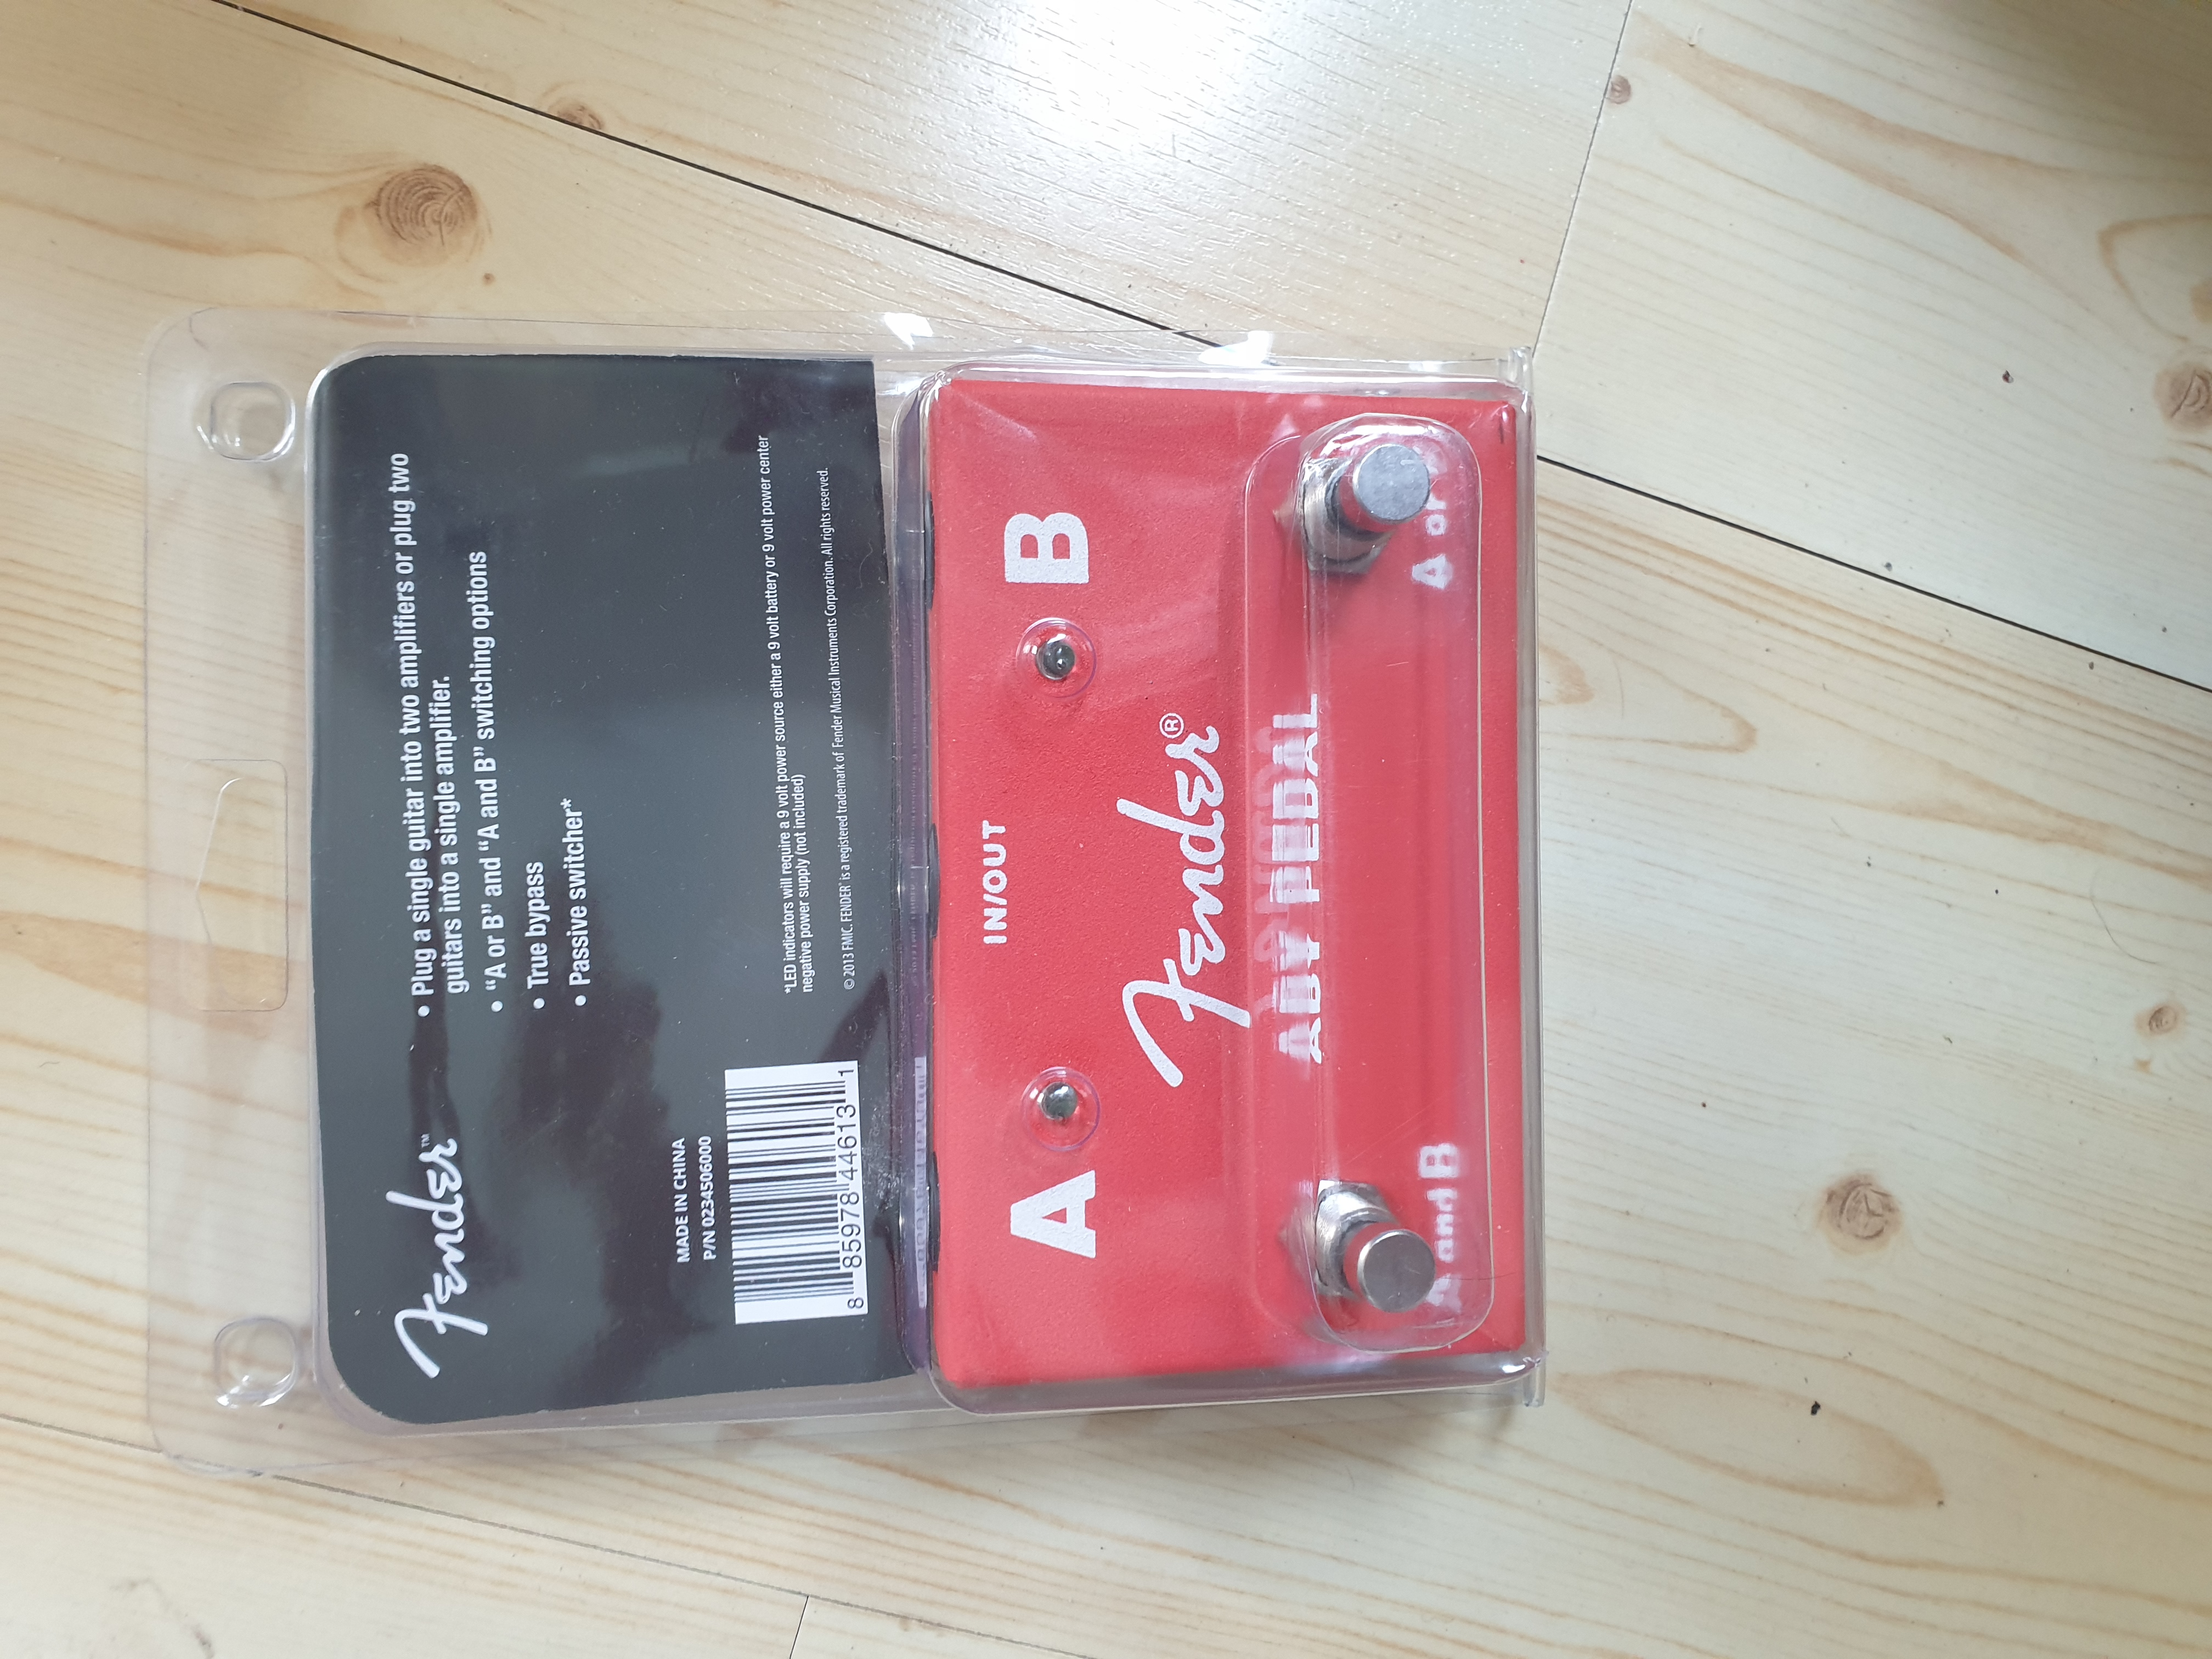 Fender™
• Plug a single guitar into two amplifiers or plug two
guitars into a single amplifier.
• “A or B” and “A and B” switching options
• True bypass
• Passive switcher*
MADE IN CHINA
P/N 0234506000
8 85978 44613 1
*LED indicators will require a 9 volt power source either a 9 volt battery or 9 volt power center
negative power supply (not included)
© 2013 FMIC. FENDER® is a registered trademark of Fender Musical Instruments Corporation. All rights reserved.
IN/OUT
A B
Fender®
ABY PEDAL
A and B A or